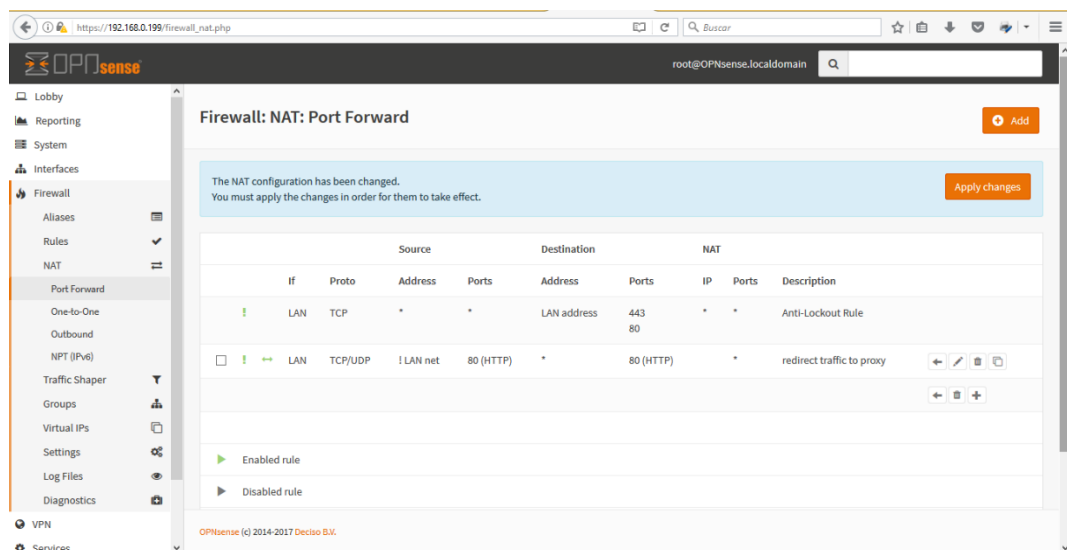 https://192.168.0.199/firewall_nat.php
Buscar
OPNsense
root@OPNsense.localdomain
Lobby
Reporting
System
Interfaces
Firewall
Aliases
Rules
NAT
Port Forward
One-to-One
Outbound
NPT (IPv6)
Traffic Shaper
Groups
Virtual IPs
Settings
Log Files
Diagnostics
VPN
Services
Firewall: NAT: Port Forward
Add
The NAT configuration has been changed.
You must apply the changes in order for them to take effect.
Apply changes
Source Destination NAT
If Proto Address Ports Address Ports IP Ports Description
! LAN TCP * * LAN address 443 * * Anti-Lockout Rule
80
! LAN TCP/UDP ! LAN net 80 (HTTP) * 80 (HTTP) * redirect traffic to proxy
Enabled rule
Disabled rule
OPNsense (c) 2014-2017 Deciso B.V.